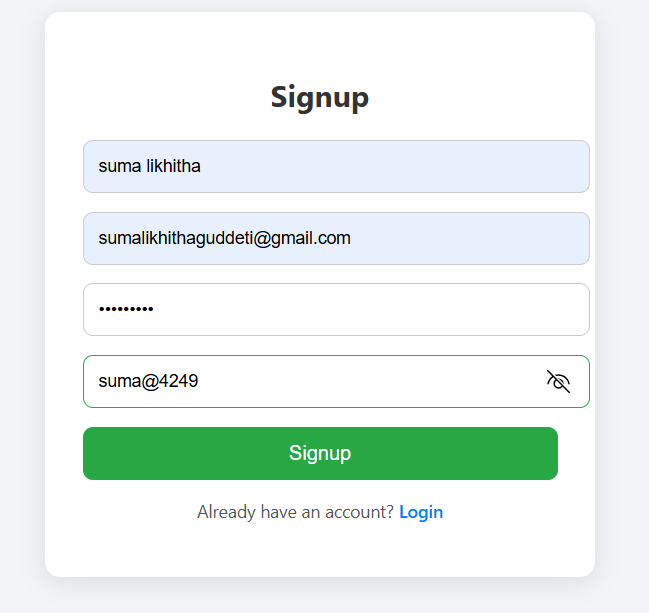 Signup
suma likhitha
sumalikhithaguddeti@gmail.com
•••••••••
suma@4249
Signup
Already have an account? Login